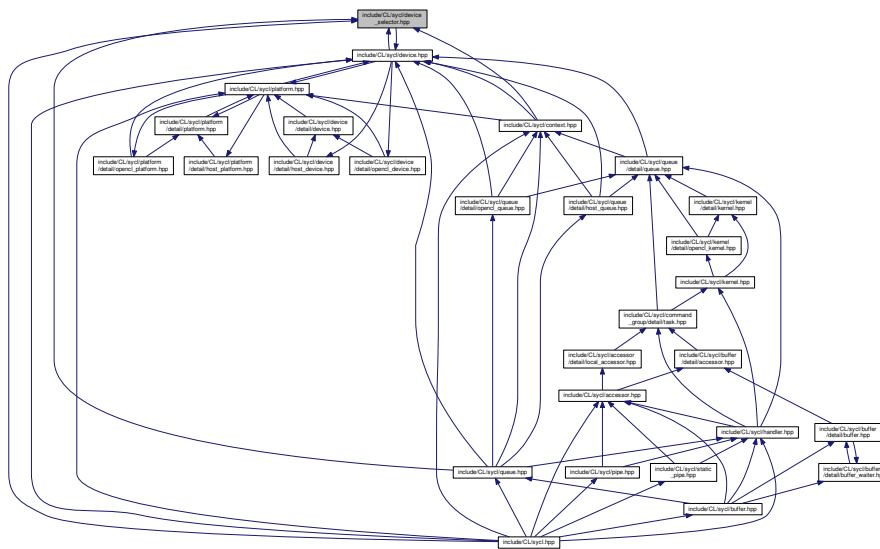 include/CL/sycl/device
_selector.hpp
include/CL/sycl/device.hpp
include/CL/sycl/platform.hpp
include/CL/sycl/platform
/detail/platform.hpp
include/CL/sycl/device
/detail/device.hpp
include/CL/sycl/context.hpp
include/CL/sycl/platform
/detail/opencl_platform.hpp
include/CL/sycl/platform
/detail/host_platform.hpp
include/CL/sycl/device
/detail/host_device.hpp
include/CL/sycl/device
/detail/opencl_device.hpp
include/CL/sycl/queue
/detail/queue.hpp
include/CL/sycl/queue
/detail/opencl_queue.hpp
include/CL/sycl/queue
/detail/host_queue.hpp
include/CL/sycl/kernel
/detail/kernel.hpp
include/CL/sycl/kernel
/detail/opencl_kernel.hpp
include/CL/sycl/kernel.hpp
include/CL/sycl/command
_group/detail/task.hpp
include/CL/sycl/accessor
/detail/local_accessor.hpp
include/CL/sycl/buffer
/detail/accessor.hpp
include/CL/sycl/accessor.hpp
include/CL/sycl/handler.hpp
include/CL/sycl/buffer
/detail/buffer.hpp
include/CL/sycl/queue.hpp
include/CL/sycl/pipe.hpp
include/CL/sycl/static
_pipe.hpp
include/CL/sycl/buffer
/detail/buffer_waiter.hpp
include/CL/sycl/buffer.hpp
include/CL/sycl.hpp